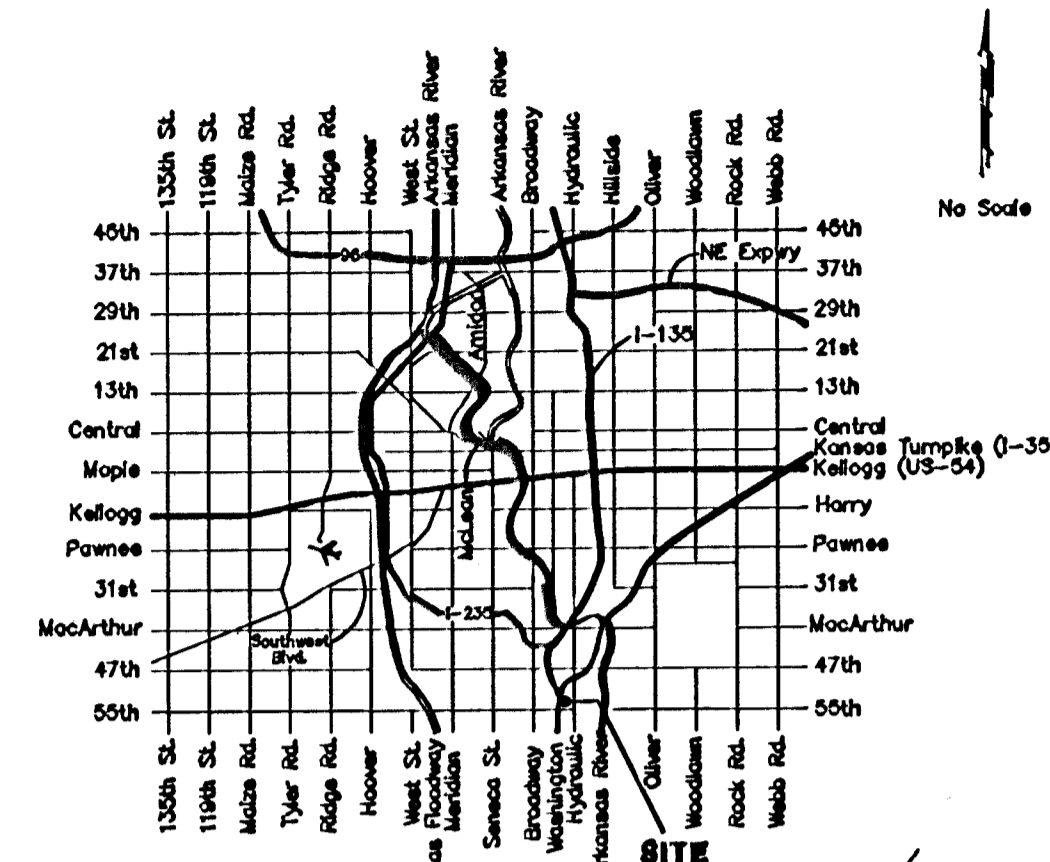 135th St.
119th St.
Maize Rd.
Tyler Rd.
Ridge Rd.
Hoover
West St.
Arkansas River
Meridian
Arkansas River
Broadway
Hydraulic
Hillside
Oliver
Woodlawn
Rock Rd.
Webb Rd.
No Scale
45th
37th
29th
21st
13th
Central
Maple
Kellogg
Pawnee
31st
MacArthur
47th
55th
96
NE Expwy
Amidon
I-135
McLean
I-235
Southwest
Blvd.
45th
37th
29th
21st
13th
Central
Kansas Turnpike (I-35
Kellogg (US-54)
Harry
Pawnee
31st
MacArthur
47th
55th
135th St.
119th St.
Maize Rd.
Tyler Rd.
Ridge Rd.
Hoover
West St.
as Floodway
Meridian
Seneca St.
Broadway
Washington
Hydraulic
rkansas River
Oliver
Woodlawn
Rock Rd.
Webb Rd.
SITE